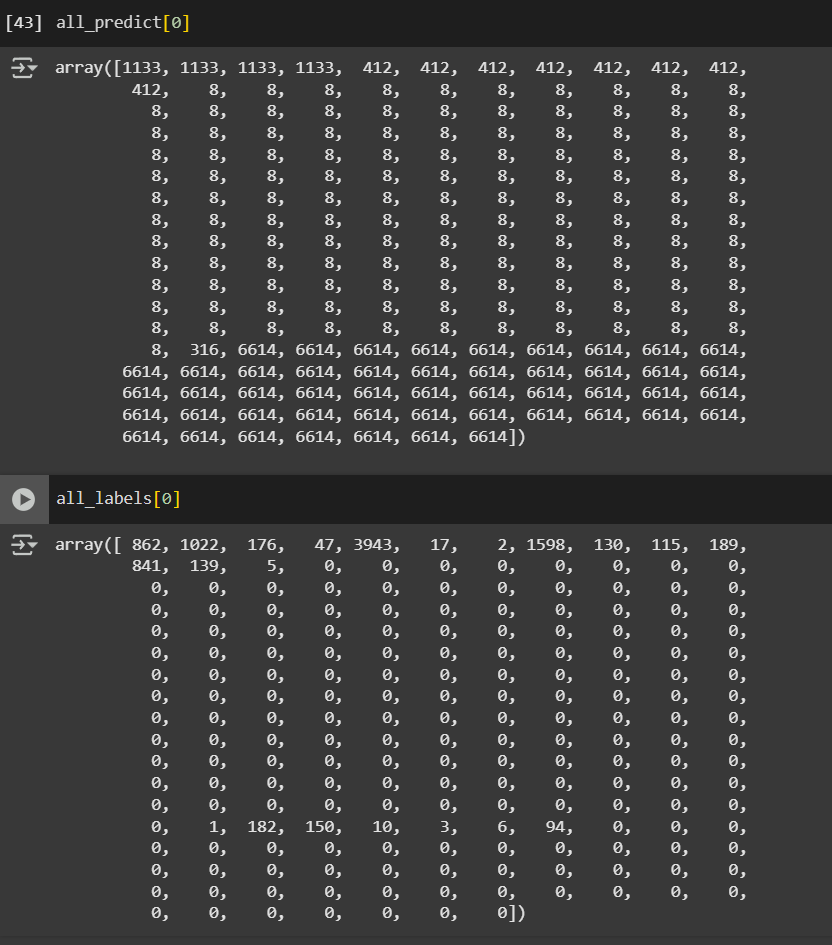 [43] all_predict[0]
array([1133, 1133, 1133, 1133, 412, 412, 412, 412, 412, 412, 412,
412, 8, 8, 8, 8, 8, 8, 8, 8, 8, 8,
8, 8, 8, 8, 8, 8, 8, 8, 8, 8, 8,
8, 8, 8, 8, 8, 8, 8, 8, 8, 8, 8,
8, 8, 8, 8, 8, 8, 8, 8, 8, 8, 8,
8, 8, 8, 8, 8, 8, 8, 8, 8, 8, 8,
8, 8, 8, 8, 8, 8, 8, 8, 8, 8, 8,
8, 8, 8, 8, 8, 8, 8, 8, 8, 8, 8,
8, 8, 8, 8, 8, 8, 8, 8, 8, 8, 8,
8, 8, 8, 8, 8, 8, 8, 8, 8, 8, 8,
8, 8, 8, 8, 8, 8, 8, 8, 8, 8, 8,
8, 8, 8, 8, 8, 8, 8, 8, 8, 8, 8,
8, 8, 8, 8, 8, 8, 8, 8, 8, 8, 8,
8, 316, 6614, 6614, 6614, 6614, 6614, 6614, 6614, 6614, 6614,
6614, 6614, 6614, 6614, 6614, 6614, 6614, 6614, 6614, 6614, 6614,
6614, 6614, 6614, 6614, 6614, 6614, 6614, 6614, 6614, 6614, 6614,
6614, 6614, 6614, 6614, 6614, 6614, 6614, 6614, 6614, 6614, 6614,
6614, 6614, 6614, 6614, 6614, 6614, 6614])
all_labels[0]
array([ 862, 1022, 176, 47, 3943, 17, 2, 1598, 130, 115, 189,
841, 139, 5, 0, 0, 0, 0, 0, 0, 0, 0,
0, 0, 0, 0, 0, 0, 0, 0, 0, 0, 0,
0, 0, 0, 0, 0, 0, 0, 0, 0, 0, 0,
0, 0, 0, 0, 0, 0, 0, 0, 0, 0, 0,
0, 0, 0, 0, 0, 0, 0, 0, 0, 0, 0,
0, 0, 0, 0, 0, 0, 0, 0, 0, 0, 0,
0, 0, 0, 0, 0, 0, 0, 0, 0, 0, 0,
0, 0, 0, 0, 0, 0, 0, 0, 0, 0, 0,
0, 0, 0, 0, 0, 0, 0, 0, 0, 0, 0,
0, 0, 0, 0, 0, 0, 0, 0, 0, 0, 0,
0, 0, 0, 0, 0, 0, 0, 0, 0, 0, 0,
0, 0, 0, 0, 0, 0, 0, 0, 0, 0, 0,
0, 1, 182, 150, 10, 3, 6, 94, 0, 0, 0,
0, 0, 0, 0, 0, 0, 0, 0, 0, 0, 0,
0, 0, 0, 0, 0, 0, 0, 0, 0, 0, 0,
0, 0, 0, 0, 0, 0, 0, 0, 0, 0, 0,
0, 0, 0, 0, 0, 0, 0])